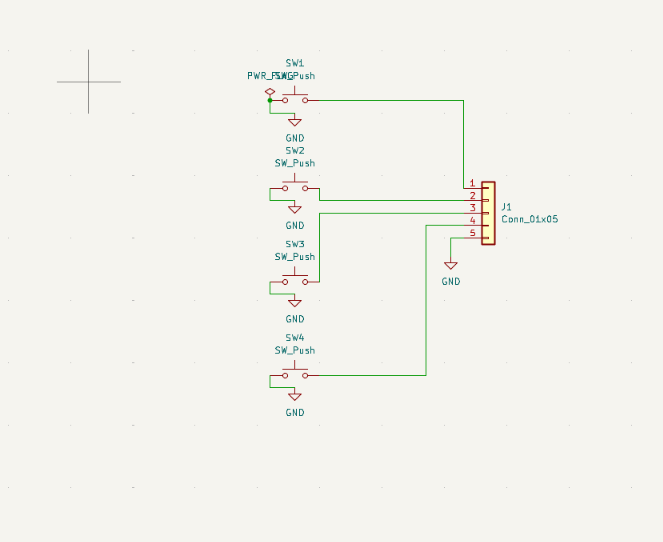 SW1
PWR_FLAG
SW_Push
GND
SW2
SW_Push
GND
SW3
SW_Push
GND
SW4
SW_Push
GND
1
2
3
4
5
J1
Conn_01x05
GND